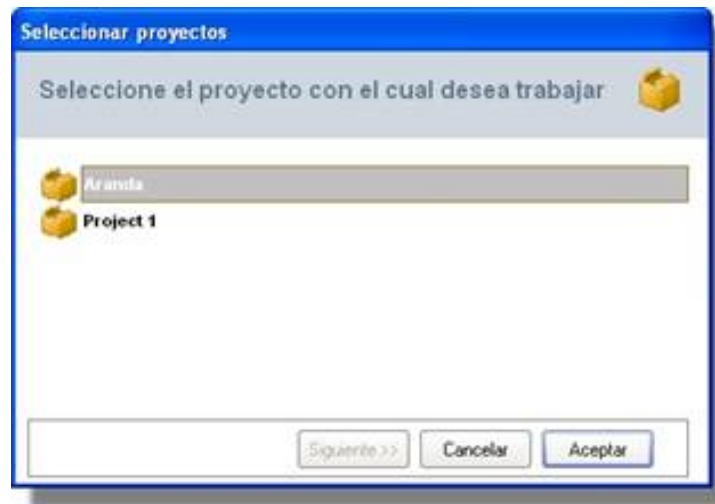 Seleccionar proyectos
Seleccione el proyecto con el cual desea trabajar
Aranda
Project 1
Siguiente >>
Cancelar
Aceptar